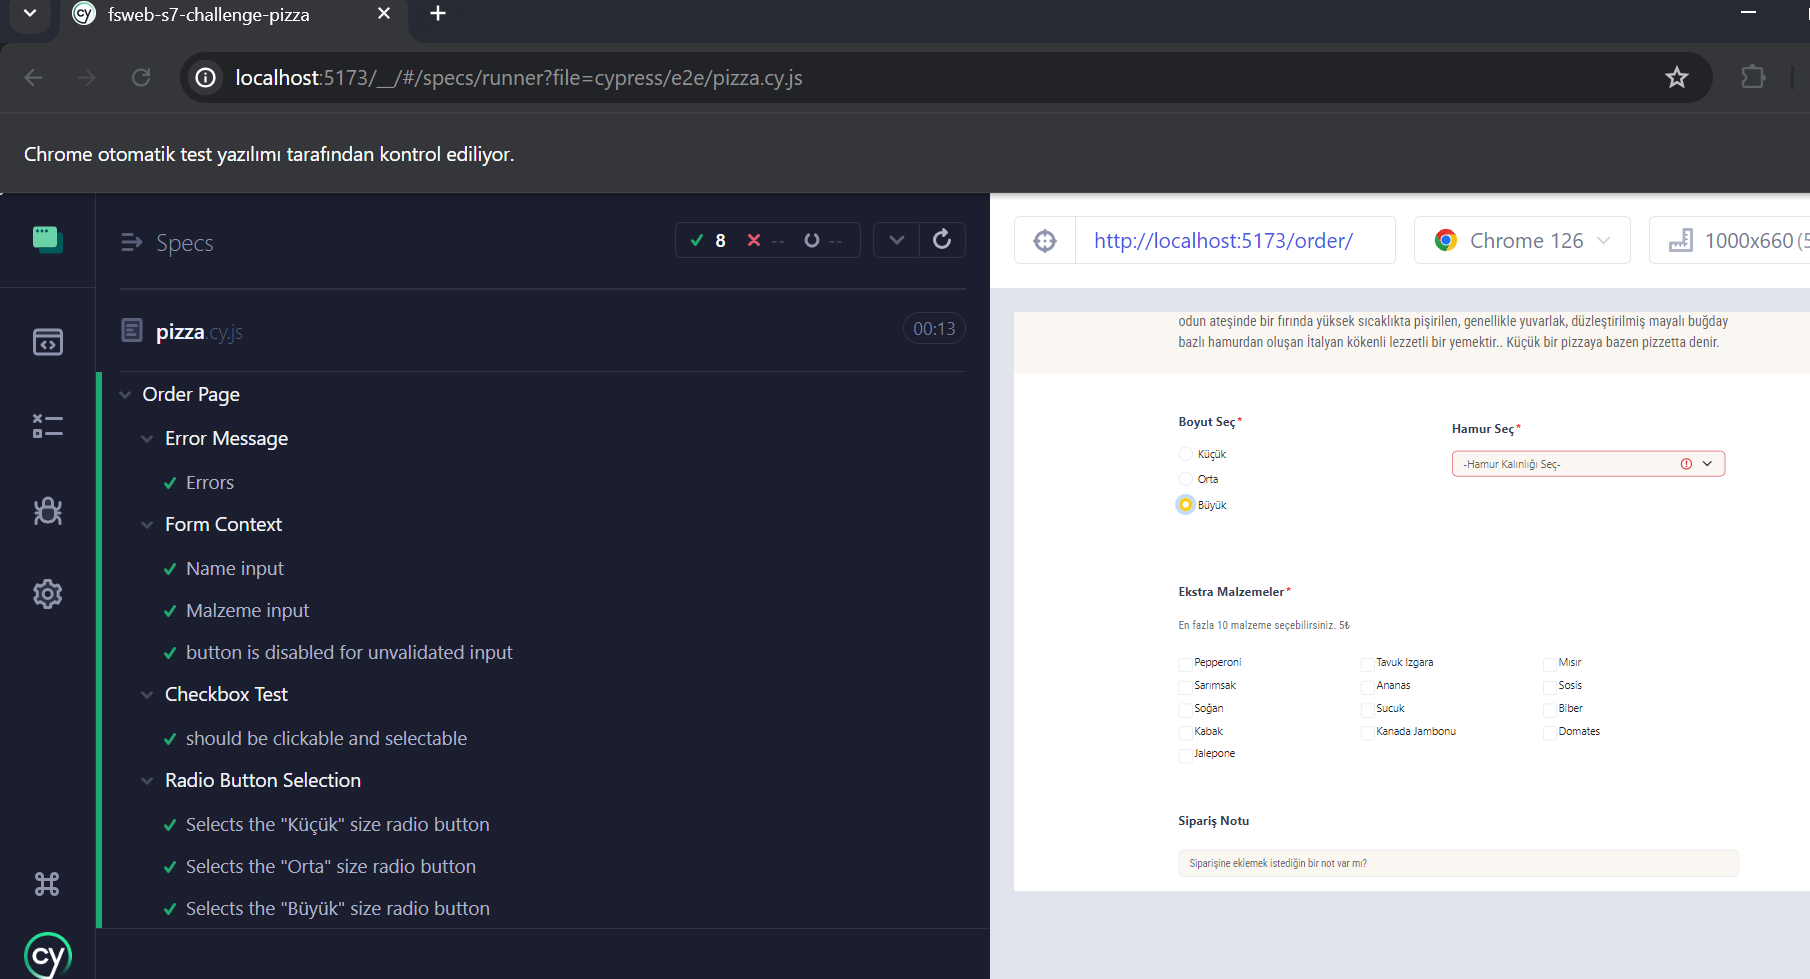 fsweb-s7-challenge-pizza
localhost:5173/__/#/specs/runner?file=cypress/e2e/pizza.cy.js
Chrome otomatik test yazılımı tarafından kontrol ediliyor.
Specs
8 -- --
pizza.cy.js
00:13
Order Page
Error Message
Errors
Form Context
Name input
Malzeme input
button is disabled for unvalidated input
Checkbox Test
should be clickable and selectable
Radio Button Selection
Selects the "Küçük" size radio button
Selects the "Orta" size radio button
Selects the "Büyük" size radio button
cy
http://localhost:5173/order/
Chrome 126
1000x660 (5
odun ateşinde bir fırında yüksek sıcaklıkta pişirilen, genellikle yuvarlak, düzleştirilmiş mayalı buğday
bazlı hamurdan oluşan İtalyan kökenli lezzetli bir yemektir.. Küçük bir pizzaya bazen pizzetta denir.
Boyut Seç*
Küçük
Orta
Büyük
Hamur Seç*
-Hamur Kalınlığı Seç-
Ekstra Malzemeler*
En fazla 10 malzeme seçebilirsiniz. 5₺
Pepperoni Tavuk Izgara Mısır
Sarımsak Ananas Sosis
Soğan Sucuk Biber
Kabak Kanada Jambonu Domates
Jalepone
Sipariş Notu
Siparişine eklemek istediğin bir not var mı?